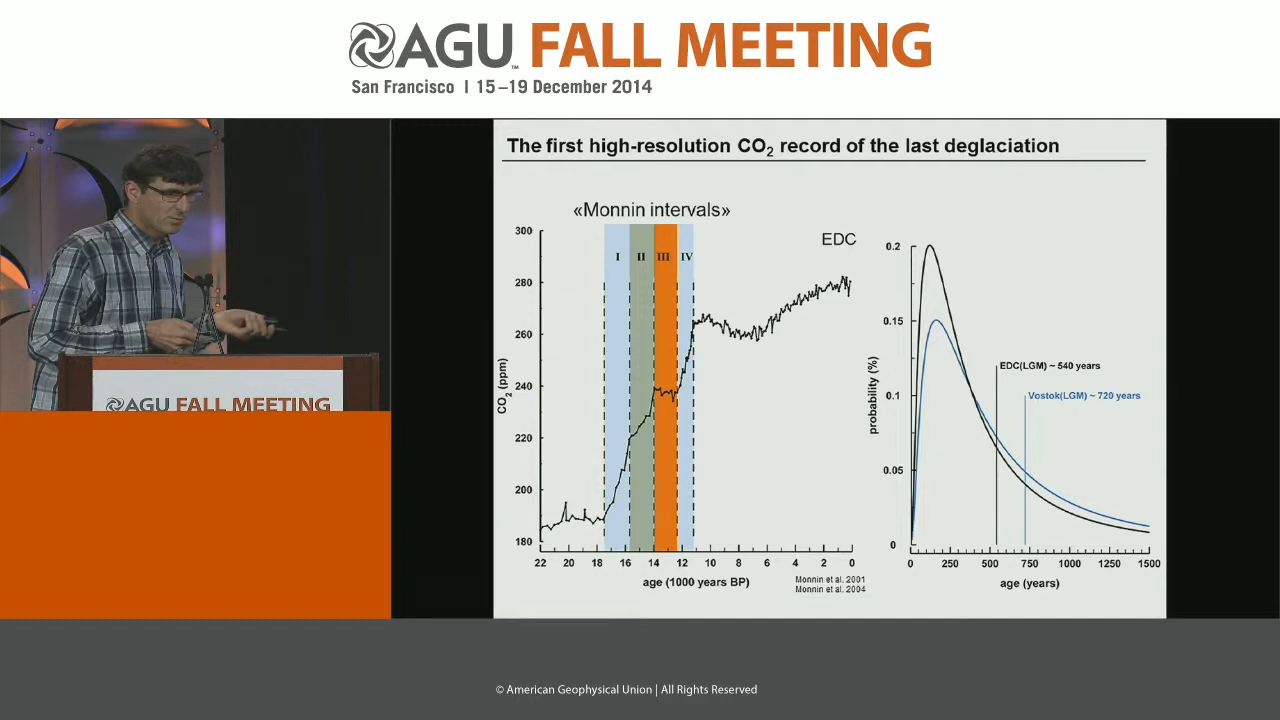 AGU FALL MEETING
San Francisco | 15–19 December 2014
AGU FALL MEETING
The first high-resolution CO2 record of the last deglaciation
«Monnin intervals»
EDC
I II III IV
300
280
260
240
220
200
180
CO2 (ppm)
22 20 18 16 14 12 10 8 6 4 2 0
age (1000 years BP)
Monnin et al. 2001
Monnin et al. 2004
0.2
0.15
0.1
0.05
0
probability (%)
EDC(LGM) ~ 540 years
Vostok(LGM) ~ 720 years
0 250 500 750 1000 1250 1500
age (years)
© American Geophysical Union | All Rights Reserved